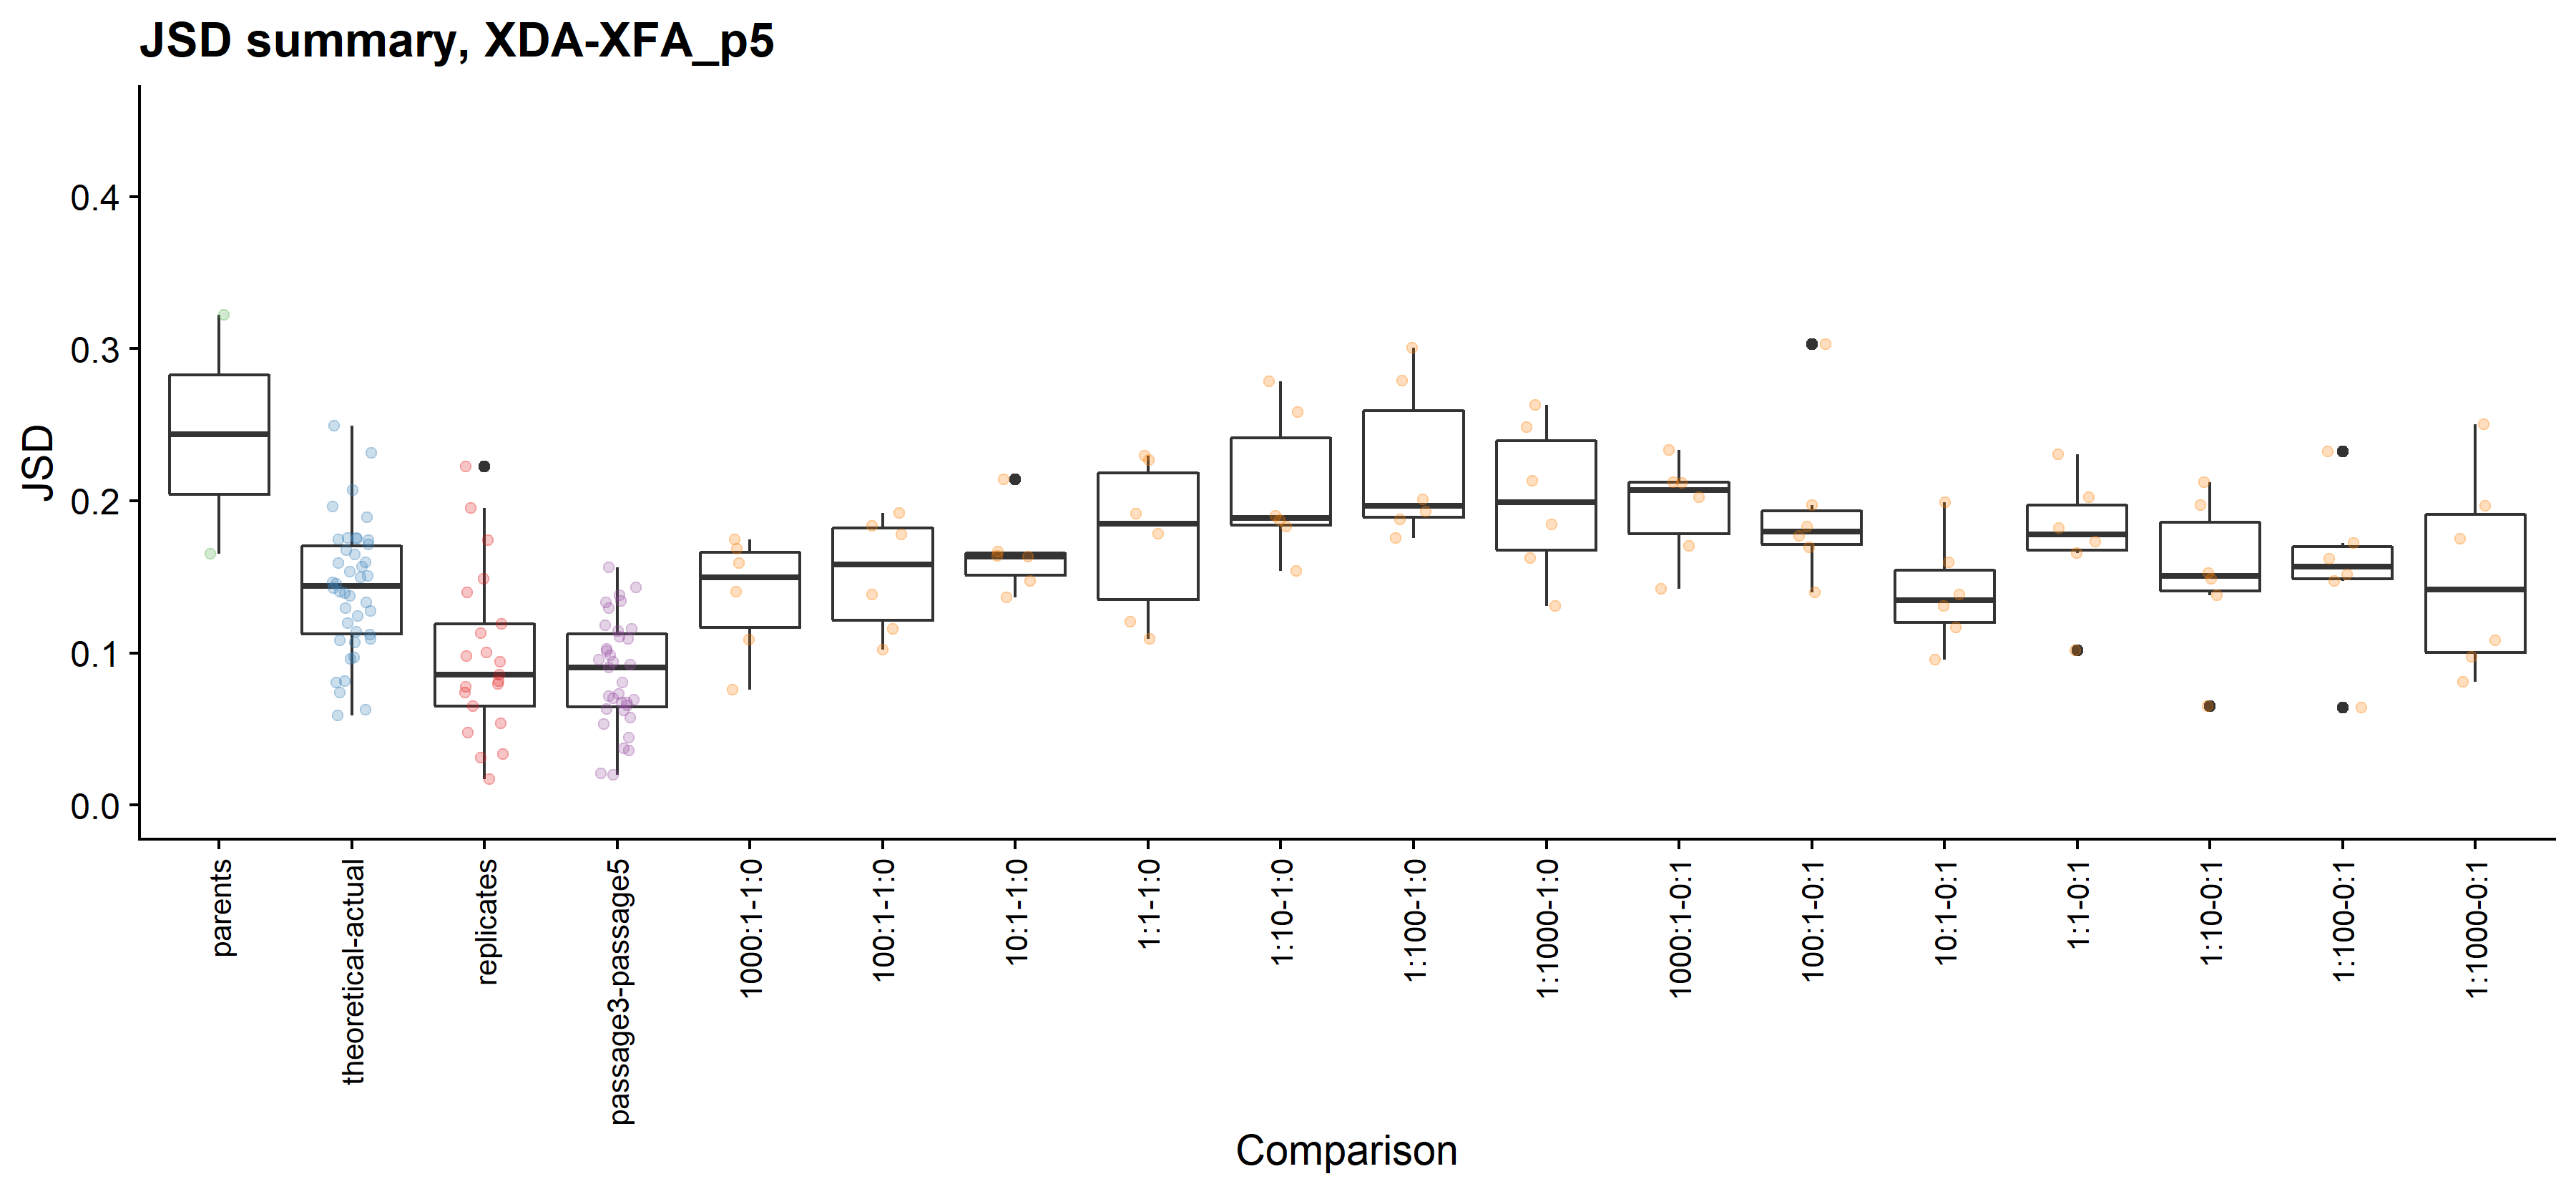 JSD summary, XDA-XFA_p5
JSD
0.4
0.3
0.2
0.1
0.0
parents
theoretical-actual
replicates
passage3-passage5
1000:1-1:0
100:1-1:0
10:1-1:0
1:1-1:0
1:10-1:0
1:100-1:0
1:1000-1:0
1000:1-0:1
100:1-0:1
10:1-0:1
1:1-0:1
1:10-0:1
1:100-0:1
1:1000-0:1
Comparison